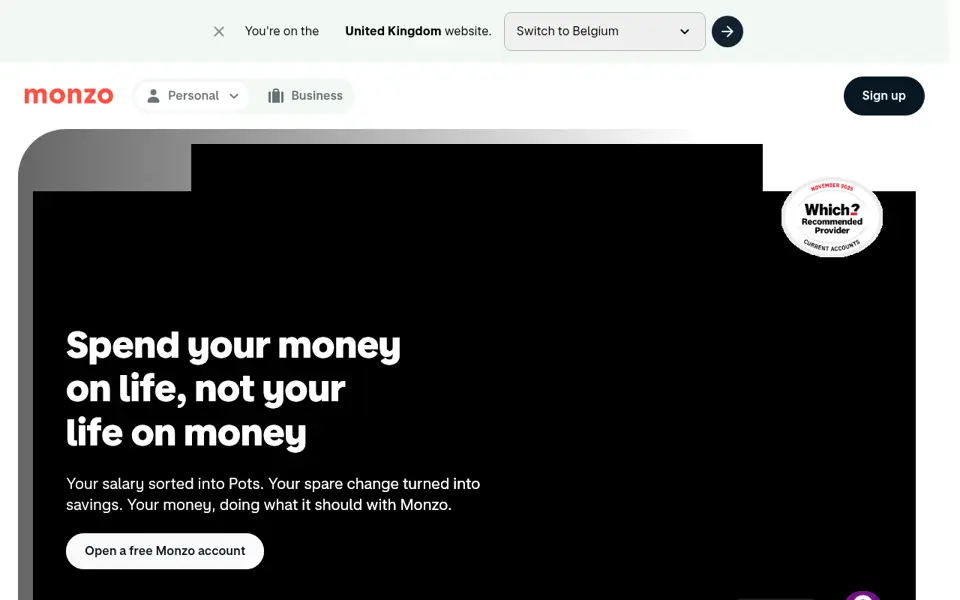 You're on the United Kingdom website.
Switch to Belgium
monzo
Personal
Business
Sign up
NOVEMBER 2025
Which?
Recommended
Provider
CURRENT ACCOUNTS
Spend your money
on life, not your
life on money
Your salary sorted into Pots. Your spare change turned into
savings. Your money, doing what it should with Monzo.
Open a free Monzo account